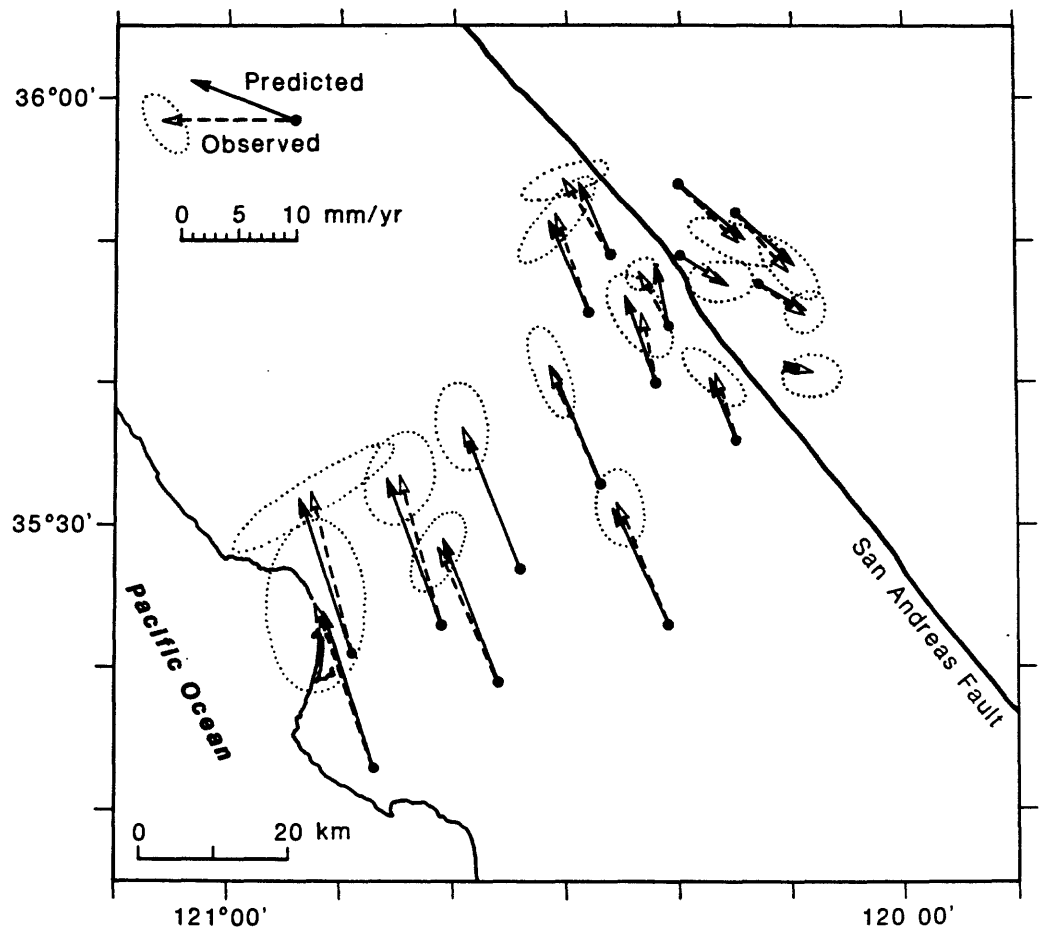 36°00'
Predicted
Observed
0 5 10 mm/yr
35°30'
San Andreas Fault
pacific Ocean
0 20 km
121°00'
120 00'